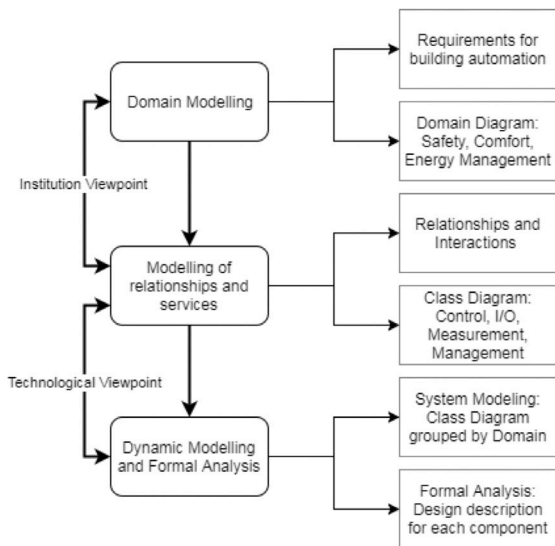 Requirements for
building automation
Domain Modelling
Domain Diagram:
Safety, Comfort,
Energy Management
Institution Viewpoint
Relationships and
Interactions
Modelling of
relationships and
services
Class Diagram:
Control, I/O,
Measurement,
Management
Technological Viewpoint
System Modeling:
Class Diagram
grouped by Domain
Dynamic Modelling
and Formal Analysis
Formal Analysis:
Design description
for each component